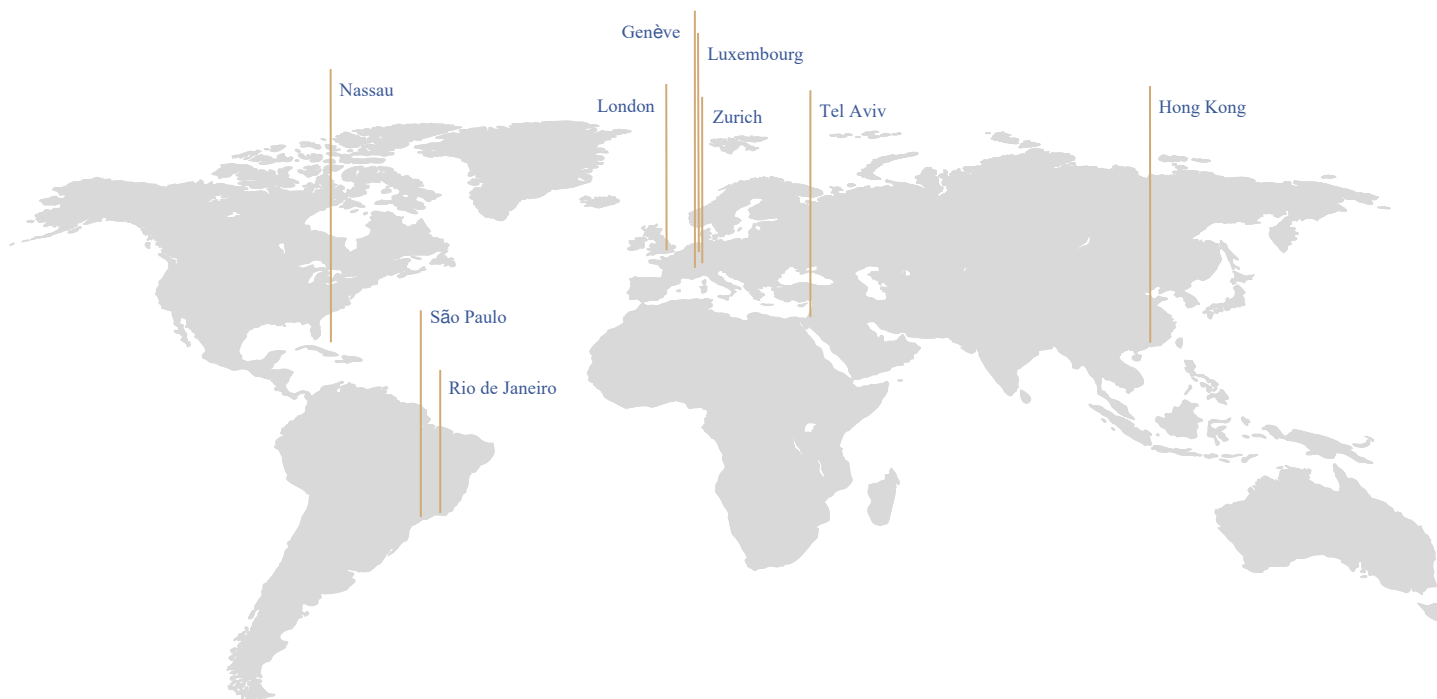 Genève
Luxembourg
Nassau
London
Zurich
Tel Aviv
Hong Kong
São Paulo
Rio de Janeiro